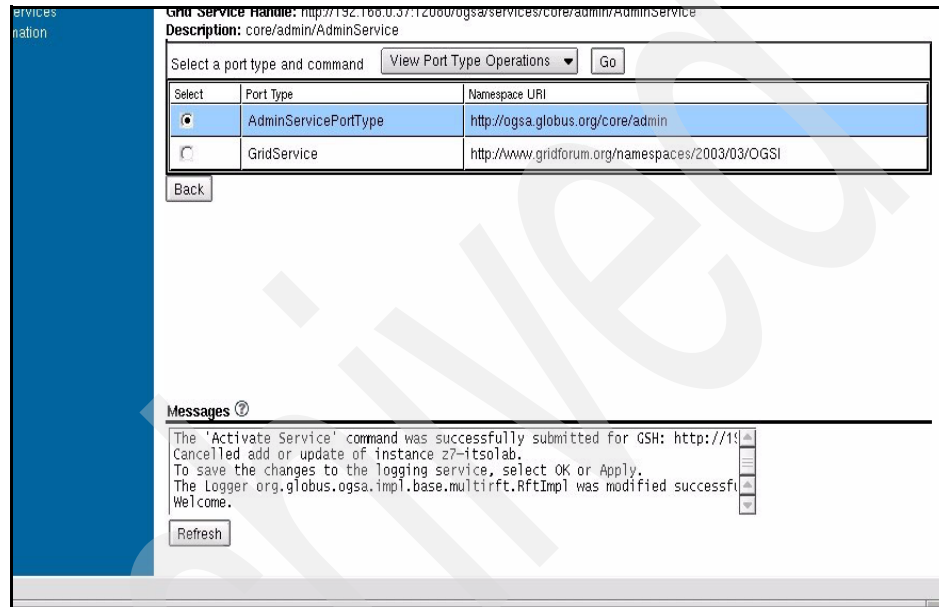 ervices
mation
Grid Service Handle: http://192.168.0.37:12080/ogsa/services/core/admin/AdminService
Description: core/admin/AdminService
Select a port type and command View Port Type Operations Go
Select Port Type Namespace URI
AdminServicePortType http://ogsa.globus.org/core/admin
GridService http://www.gridforum.org/namespaces/2003/03/OGSI
Back
Messages ?
The 'Activate Service' command was successfully submitted for GSH: http://19
Cancelled add or update of instance z7-itsolab.
To save the changes to the logging service, select OK or Apply.
The Logger org.globus.ogsa.impl.base.multirft.RftImpl was modified successfu
Welcome.
Refresh
hived